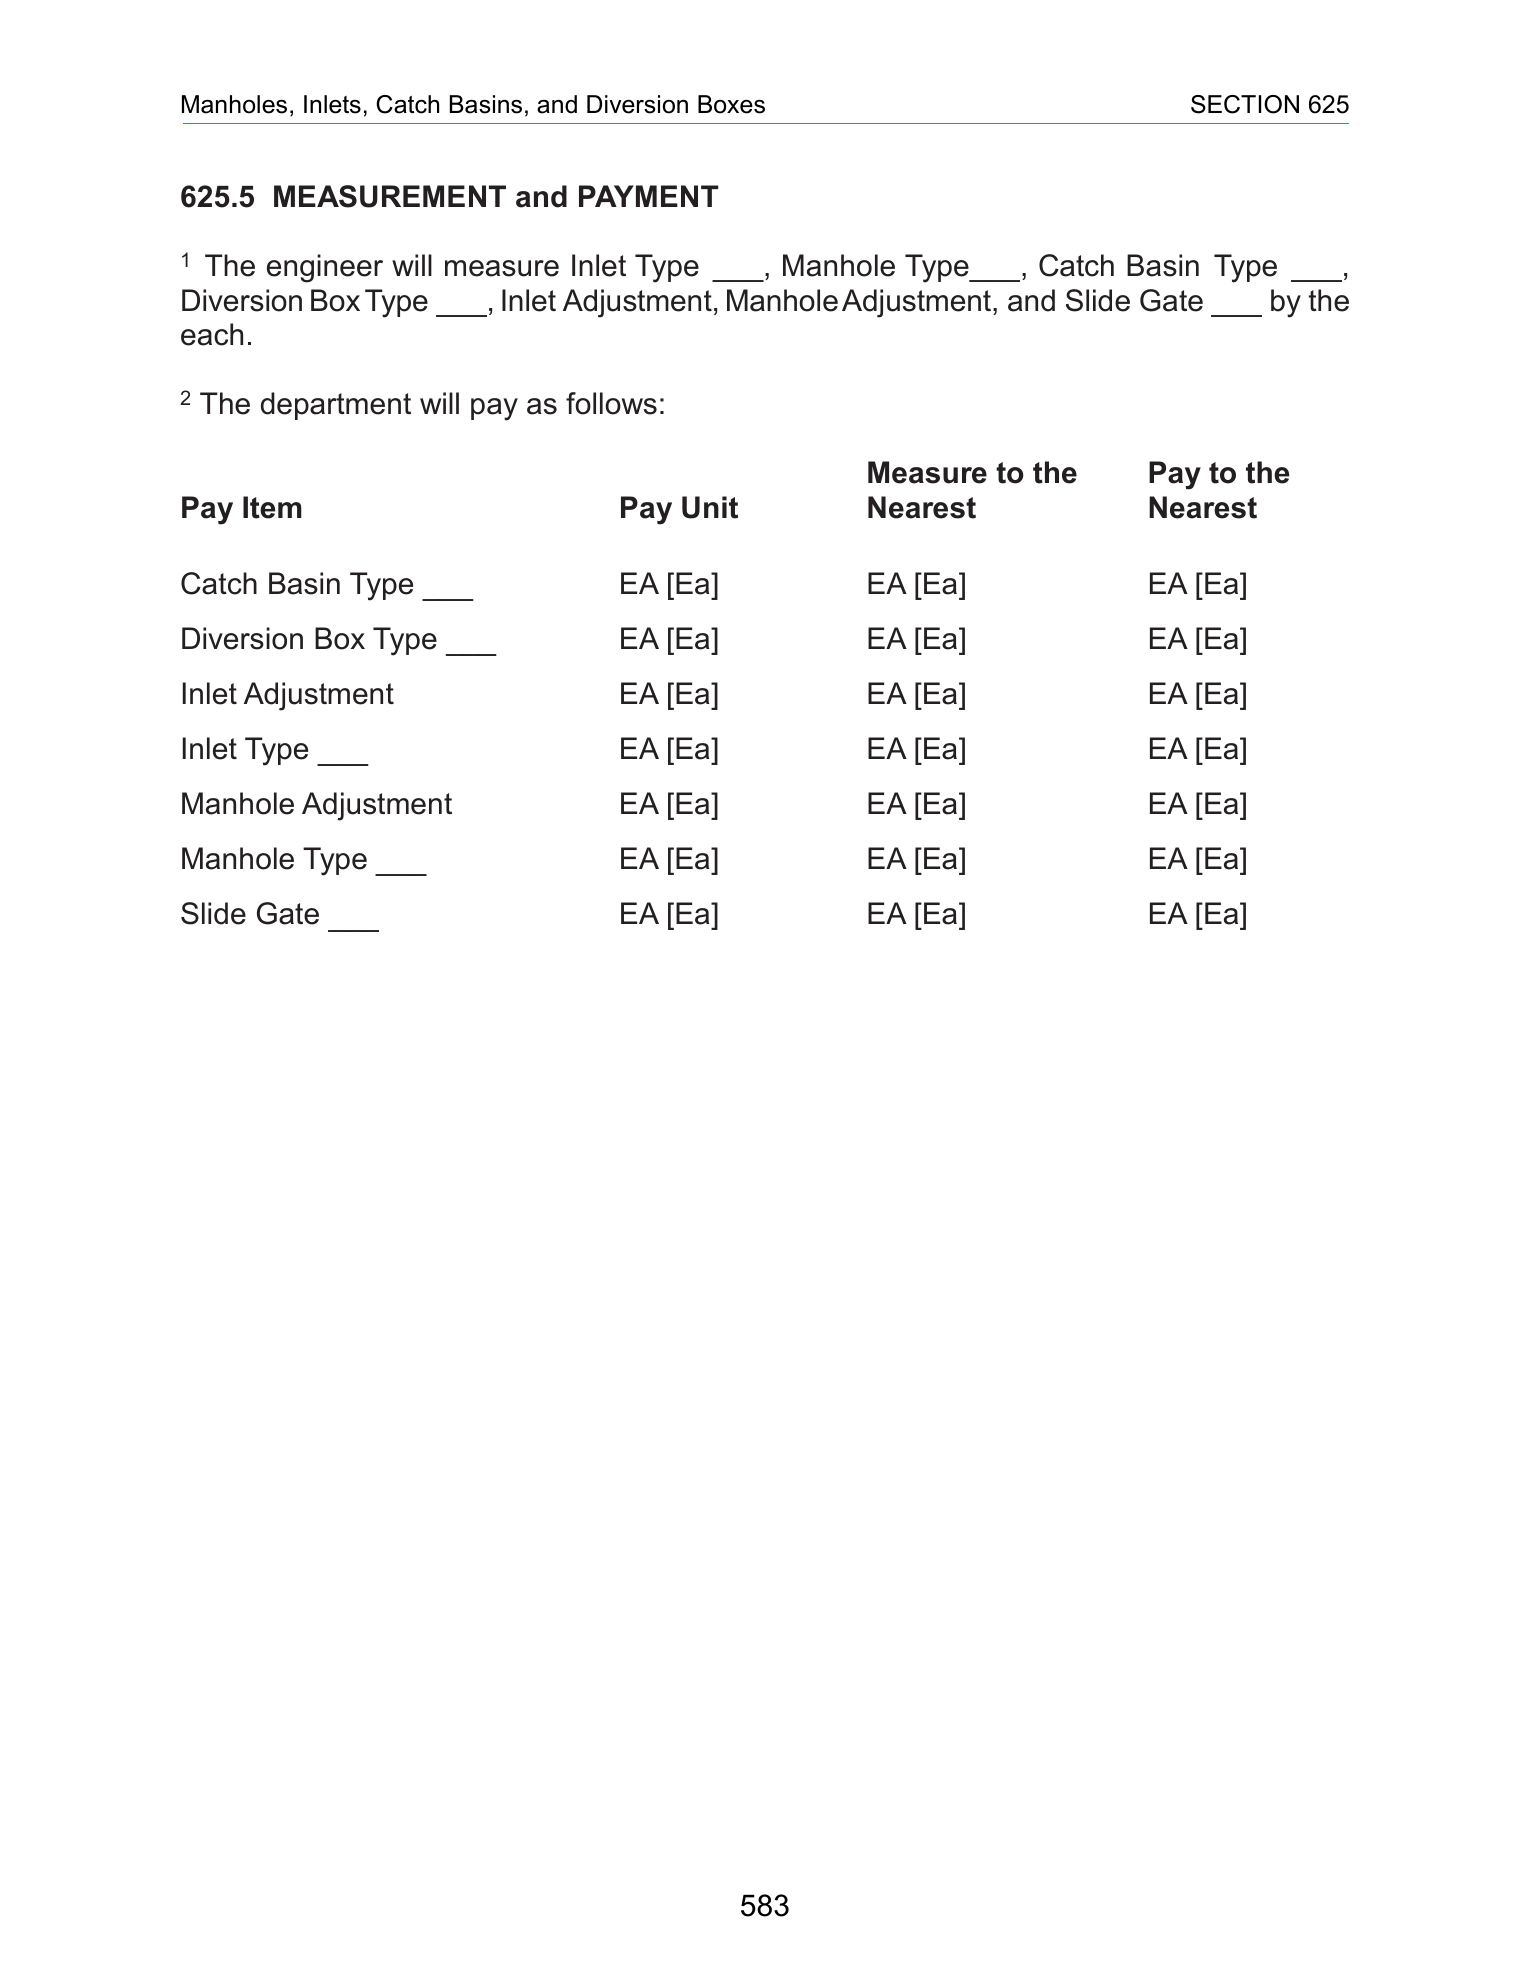 Manholes, Inlets, Catch Basins, and Diversion Boxes SECTION 625
625.5 MEASUREMENT and PAYMENT
1 The engineer will measure Inlet Type ___, Manhole Type___, Catch Basin Type ___,
Diversion Box Type ___, Inlet Adjustment, Manhole Adjustment, and Slide Gate ___ by the
each.
2 The department will pay as follows:
Measure to the Pay to the
Pay Item Pay Unit Nearest Nearest
Catch Basin Type ___ EA [Ea] EA [Ea] EA [Ea]
Diversion Box Type ___ EA [Ea] EA [Ea] EA [Ea]
Inlet Adjustment EA [Ea] EA [Ea] EA [Ea]
Inlet Type ___ EA [Ea] EA [Ea] EA [Ea]
Manhole Adjustment EA [Ea] EA [Ea] EA [Ea]
Manhole Type ___ EA [Ea] EA [Ea] EA [Ea]
Slide Gate ___ EA [Ea] EA [Ea] EA [Ea]
583